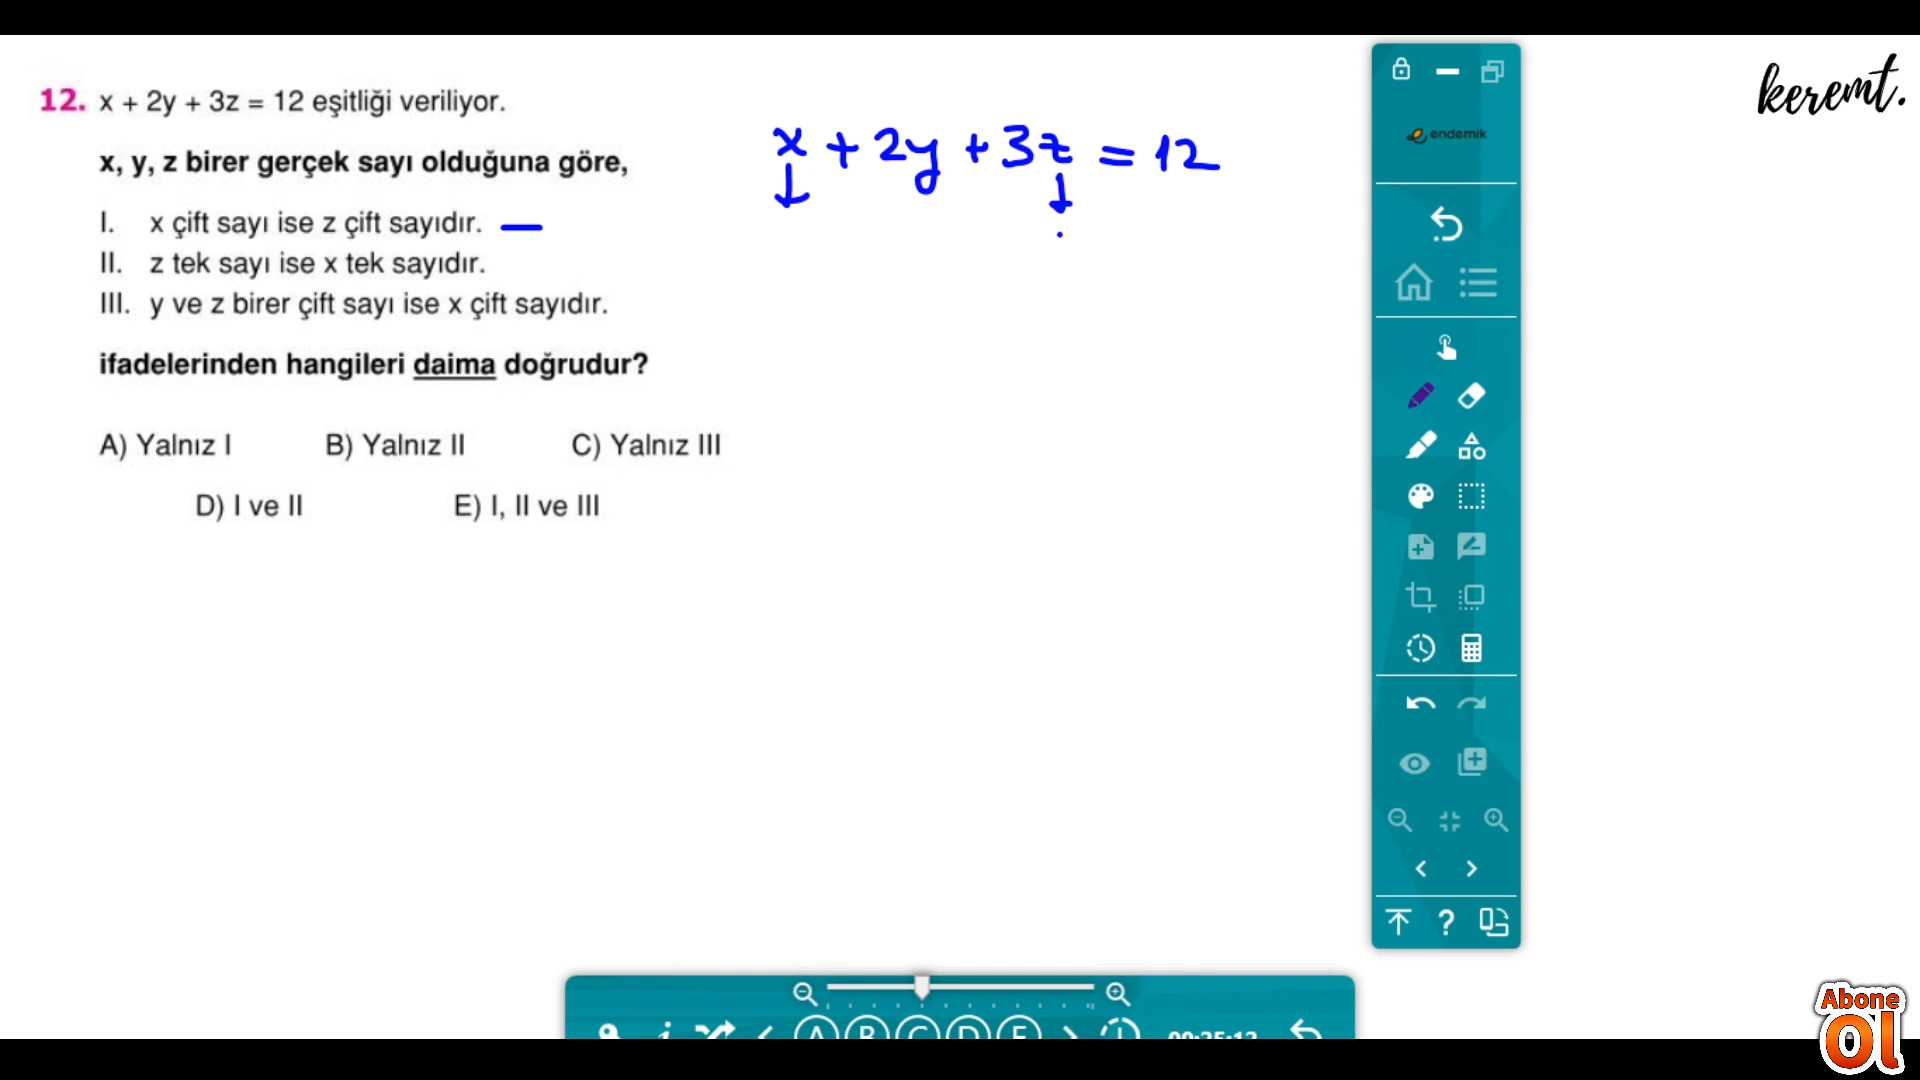 12. x + 2y + 3z = 12 eşitliği veriliyor.
x, y, z birer gerçek sayı olduğuna göre,
I. x çift sayı ise z çift sayıdır.
II. z tek sayı ise x tek sayıdır.
III. y ve z birer çift sayı ise x çift sayıdır.
ifadelerinden hangileri daima doğrudur?
A) Yalnız I B) Yalnız II C) Yalnız III
D) I ve II E) I, II ve III
x + 2y + 3z = 12
endemik
keremt.
A B C D E
Abone
Ol